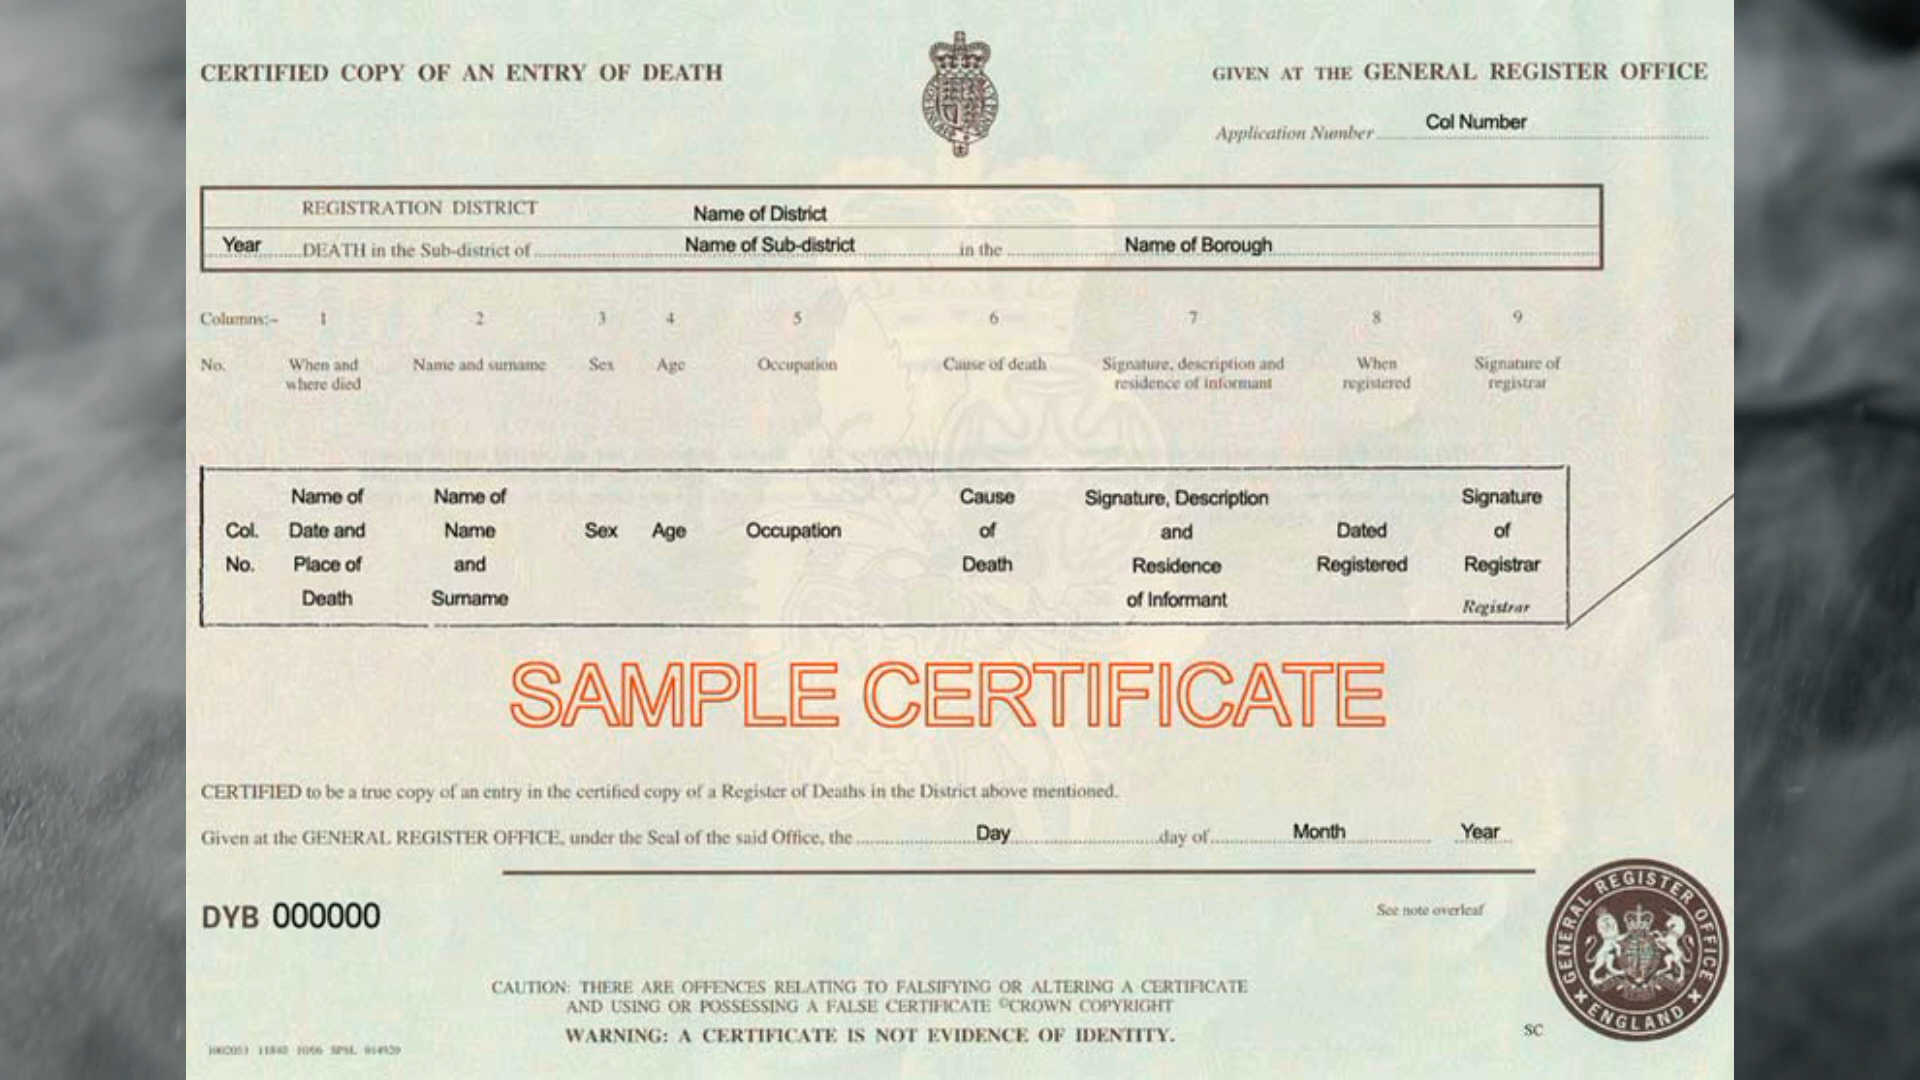 CERTIFIED COPY OF AN ENTRY OF DEATH
GIVEN AT THE GENERAL REGISTER OFFICE
Application Number Col Number
REGISTRATION DISTRICT Name of District
Year DEATH in the Sub-district of Name of Sub-district in the Name of Borough
Columns:- 1 2 3 4 5 6 7 8 9
No. When and where died Name and surname Sex Age Occupation Cause of death Signature, description and residence of informant When registered Signature of registrar
Name of Name of Cause Signature, Description Signature
Col. Date and Name Sex Age Occupation of and Dated of
No. Place of and Death Residence Registered Registrar
Death Surname of Informant Registrar
SAMPLE CERTIFICATE
CERTIFIED to be a true copy of an entry in the certified copy of a Register of Deaths in the District above mentioned.
Given at the GENERAL REGISTER OFFICE, under the Seal of the said Office, the Day day of Month Year
DYB 000000
See note overleaf
GENERAL REGISTER OFFICE
ENGLAND
CAUTION: THERE ARE OFFENCES RELATING TO FALSIFYING OR ALTERING A CERTIFICATE
AND USING OR POSSESSING A FALSE CERTIFICATE ©CROWN COPYRIGHT
WARNING: A CERTIFICATE IS NOT EVIDENCE OF IDENTITY.
SC